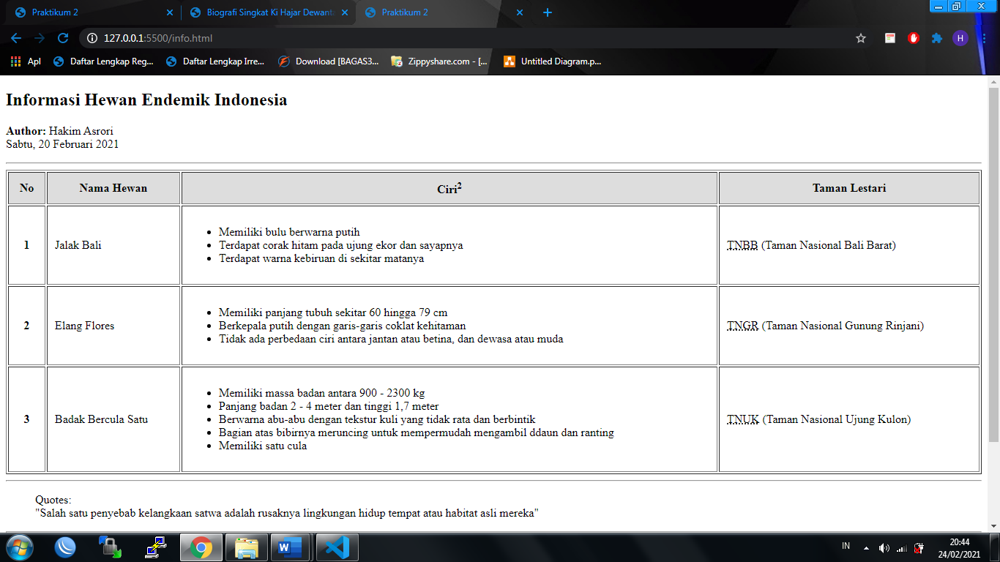 Praktikum 2
Biografi Singkat Ki Hajar Dewanta
Praktikum 2
127.0.0.1:5500/info.html
H
Apl
Daftar Lengkap Reg...
Daftar Lengkap Irre...
Download [BAGAS3...
Zippyshare.com - [...
Untitled Diagram.p...
Informasi Hewan Endemik Indonesia
Author: Hakim Asrori
Sabtu, 20 Februari 2021
No Nama Hewan Ciri2 Taman Lestari
1 Jalak Bali
Memiliki bulu berwarna putih
Terdapat corak hitam pada ujung ekor dan sayapnya
Terdapat warna kebiruan di sekitar matanya
TNBB (Taman Nasional Bali Barat)
2 Elang Flores
Memiliki panjang tubuh sekitar 60 hingga 79 cm
Berkepala putih dengan garis-garis coklat kehitaman
Tidak ada perbedaan ciri antara jantan atau betina, dan dewasa atau muda
TNGR (Taman Nasional Gunung Rinjani)
3 Badak Bercula Satu
Memiliki massa badan antara 900 - 2300 kg
Panjang badan 2 - 4 meter dan tinggi 1,7 meter
Berwarna abu-abu dengan tekstur kuli yang tidak rata dan berbintik
Bagian atas bibirnya meruncing untuk mempermudah mengambil ddaun dan ranting
Memiliki satu cula
TNUK (Taman Nasional Ujung Kulon)
Quotes:
"Salah satu penyebab kelangkaan satwa adalah rusaknya lingkungan hidup tempat atau habitat asli mereka"
IN
20:44
24/02/2021